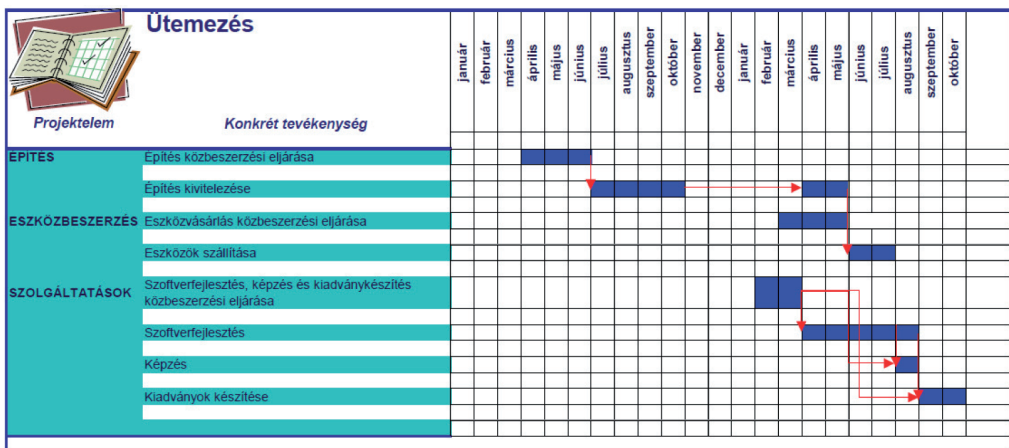 Ütemezés
Projektelem
Konkrét tevékenység
január
február
március
április
május
június
július
augusztus
szeptember
október
november
december
január
február
március
április
május
június
július
augusztus
szeptember
október
ÉPÍTÉS
Építés közbeszerzési eljárása
Építés kivitelezése
ESZKÖZBESZERZÉS
Eszközvásárlás közbeszerzési eljárása
Eszközök szállítása
SZOLGÁLTATÁSOK
Szoftverfejlesztés, képzés és kiadványkészítés
közbeszerzési eljárása
Szoftverfejlesztés
Képzés
Kiadványok készítése